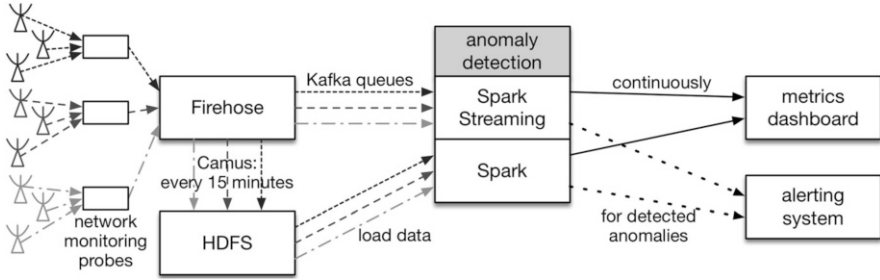 network
monitoring
probes
Firehose
Camus:
every 15 minutes
HDFS
Kafka queues
load data
anomaly
detection
Spark
Streaming
Spark
continuously
for detected
anomalies
metrics
dashboard
alerting
system